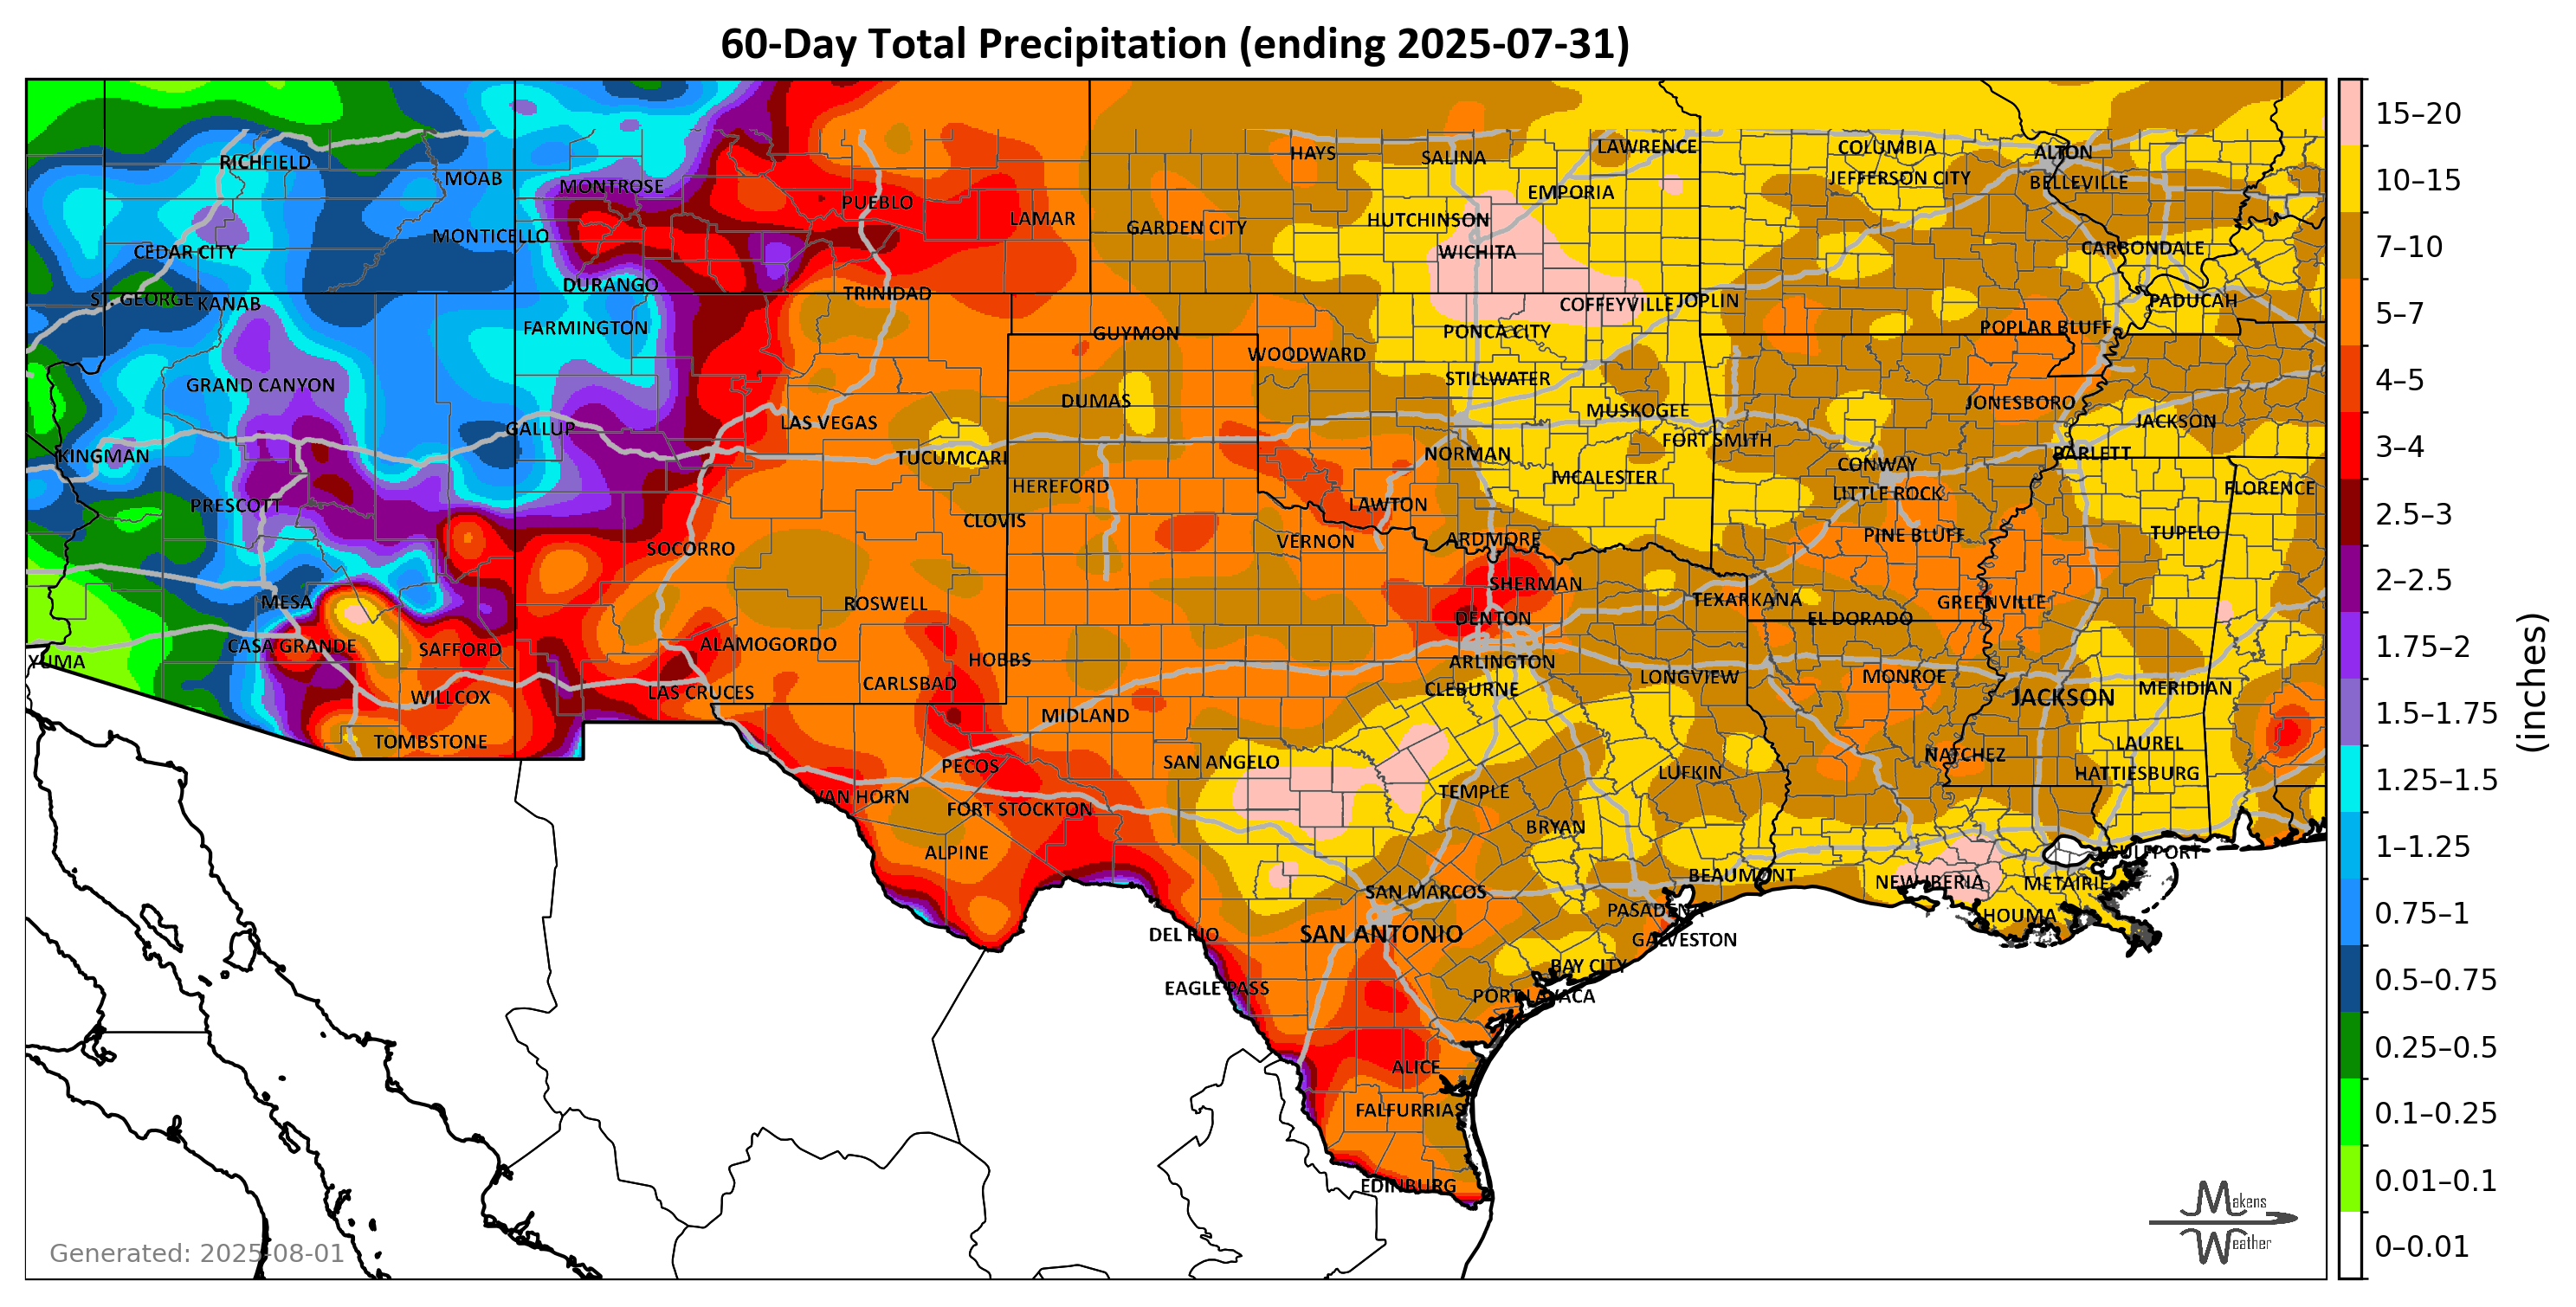 60-Day Total Precipitation (ending 2025-07-31)
RICHFIELD
MOAB
MONTROSE
PUEBLO
LAMAR
HAYS
SALINA
LAWRENCE
COLUMBIA
ALTON
JEFFERSON CITY
BELLEVILLE
EMPORIA
HUTCHINSON
GARDEN CITY
WICHITA
CEDAR CITY
MONTICELLO
CARBONDALE
DURANGO
TRINIDAD
ST. GEORGE
KANAB
COFFEYVILLE
JOPLIN
PADUCAH
FARMINGTON
GUYMON
PONCA CITY
POPLAR BLUFF
WOODWARD
GRAND CANYON
STILLWATER
DUMAS
MUSKOGEE
JONESBORO
JACKSON
LAS VEGAS
GALLUP
FORT SMITH
KINGMAN
TUCUMCARI
NORMAN
BARLETT
CONWAY
MCALESTER
HEREFORD
LITTLE ROCK
FLORENCE
PRESCOTT
LAWTON
CLOVIS
PINE BLUFF
TUPELO
SOCORRO
VERNON
ARDMORE
SHERMAN
MESA
ROSWELL
TEXARKANA
GREENVILLE
DENTON
EL DORADO
CASA GRANDE
SAFFORD
ALAMOGORDO
HOBBS
ARLINGTON
YUMA
LONGVIEW
MONROE
CARLSBAD
CLEBURNE
MERIDIAN
WILLCOX
LAS CRUCES
JACKSON
MIDLAND
TOMBSTONE
LAUREL
NATCHEZ
SAN ANGELO
PECOS
LUFKIN
HATTIESBURG
VAN HORN
FORT STOCKTON
TEMPLE
BRYAN
ALPINE
GULFPORT
BEAUMONT
NEW IBERIA
METAIRIE
SAN MARCOS
PASADENA
HOUMA
DEL RIO
SAN ANTONIO
GALVESTON
BAY CITY
EAGLE PASS
PORT LAVACA
ALICE
FALFURRIAS
EDINBURG
Generated: 2025-08-01
Makens
Weather
15–20
10–15
7–10
5–7
4–5
3–4
2.5–3
2–2.5
1.75–2
1.5–1.75
1.25–1.5
1–1.25
0.75–1
0.5–0.75
0.25–0.5
0.1–0.25
0.01–0.1
0–0.01
(inches)